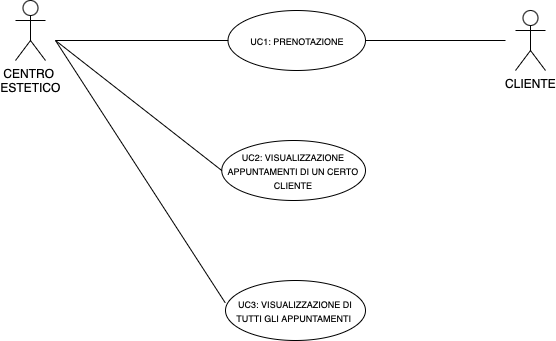 UC1: PRENOTAZIONE
CENTRO
ESTETICO
CLIENTE
UC2: VISUALIZZAZIONE
APPUNTAMENTI DI UN CERTO
CLIENTE
UC3: VISUALIZZAZIONE DI
TUTTI GLI APPUNTAMENTI